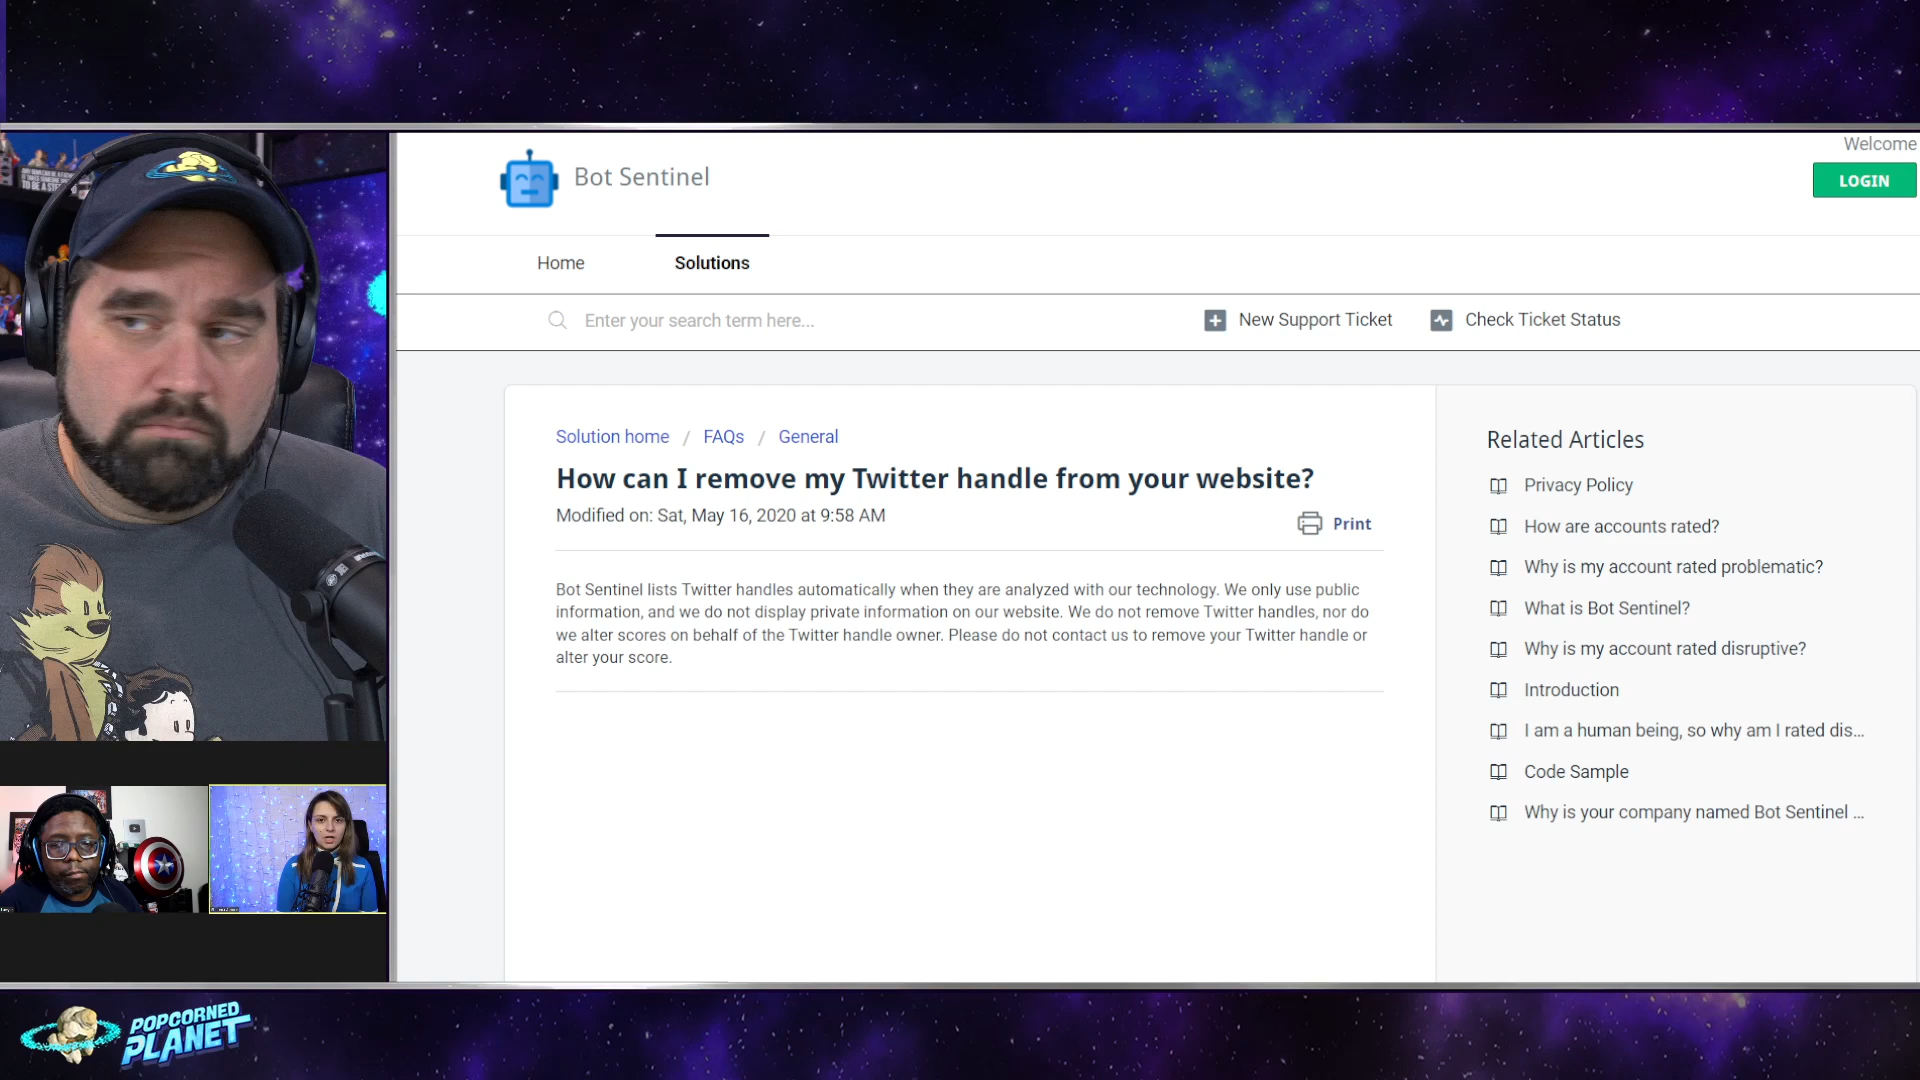 Welcome
LOGIN
Bot Sentinel
Home
Solutions
Enter your search term here...
New Support Ticket
Check Ticket Status
Solution home / FAQs / General
How can I remove my Twitter handle from your website?
Modified on: Sat, May 16, 2020 at 9:58 AM
Print
Bot Sentinel lists Twitter handles automatically when they are analyzed with our technology. We only use public
information, and we do not display private information on our website. We do not remove Twitter handles, nor do
we alter scores on behalf of the Twitter handle owner. Please do not contact us to remove your Twitter handle or
alter your score.
Related Articles
Privacy Policy
How are accounts rated?
Why is my account rated problematic?
What is Bot Sentinel?
Why is my account rated disruptive?
Introduction
I am a human being, so why am I rated dis...
Code Sample
Why is your company named Bot Sentinel ...
POPCORNED
PLANET